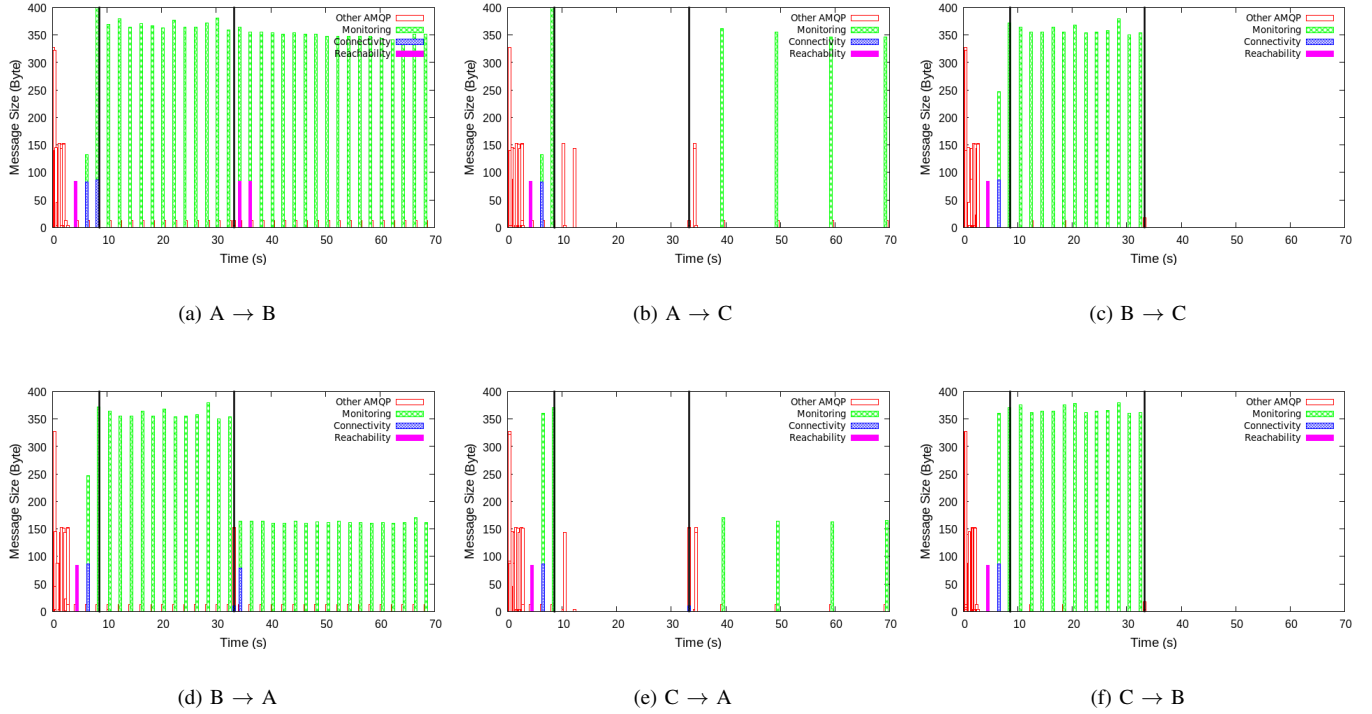 400
350
300
250
200
150
100
50
0
Message Size (Byte)
0 10 20 30 40 50 60 70
Time (s)
Other AMQP
Monitoring
Connectivity
Reachability
(a) A → B
400
350
300
250
200
150
100
50
0
Message Size (Byte)
0 10 20 30 40 50 60 70
Time (s)
Other AMQP
Monitoring
Connectivity
Reachability
(b) A → C
400
350
300
250
200
150
100
50
0
Message Size (Byte)
0 10 20 30 40 50 60 70
Time (s)
Other AMQP
Monitoring
Connectivity
Reachability
(c) B → C
400
350
300
250
200
150
100
50
0
Message Size (Byte)
0 10 20 30 40 50 60 70
Time (s)
Other AMQP
Monitoring
Connectivity
Reachability
(d) B → A
400
350
300
250
200
150
100
50
0
Message Size (Byte)
0 10 20 30 40 50 60 70
Time (s)
Other AMQP
Monitoring
Connectivity
Reachability
(e) C → A
400
350
300
250
200
150
100
50
0
Message Size (Byte)
0 10 20 30 40 50 60 70
Time (s)
Other AMQP
Monitoring
Connectivity
Reachability
(f) C → B